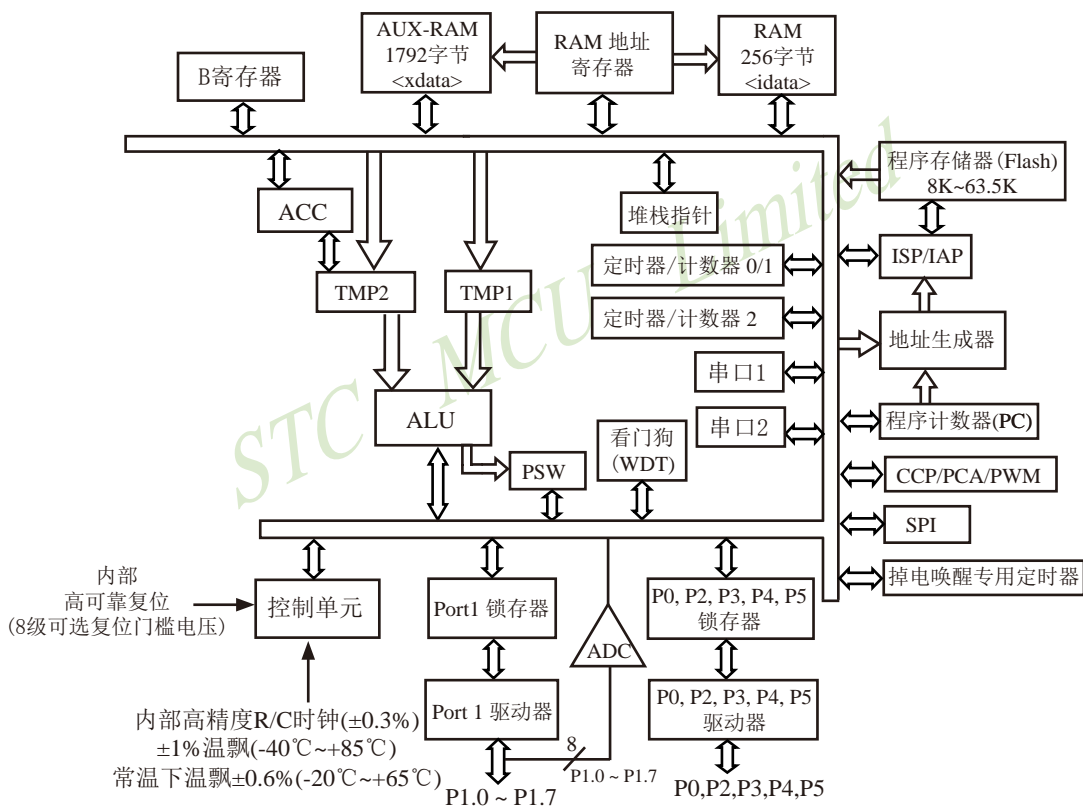 AUX-RAM
1792字节
<xdata>
RAM 地址
寄存器
RAM
256字节
<idata>
B寄存器
程序存储器(Flash)
8K~63.5K
ACC
堆栈指针
ISP/IAP
定时器/计数器 0/1
TMP2
TMP1
定时器/计数器 2
地址生成器
串口1
ALU
串口2
程序计数器(PC)
看门狗
(WDT)
PSW
CCP/PCA/PWM
SPI
掉电唤醒专用定时器
内部
高可靠复位
(8级可选复位门槛电压)
控制单元
Port1 锁存器
ADC
P0, P2, P3, P4, P5
锁存器
内部高精度R/C时钟(±0.3%)
±1%温飘(-40℃~+85℃)
常温下温飘±0.6%(-20℃~+65℃)
Port 1 驱动器
P0, P2, P3, P4, P5
驱动器
8
P1.0 ~ P1.7
P1.0 ~ P1.7
P0,P2,P3,P4,P5
STC MCU Limited